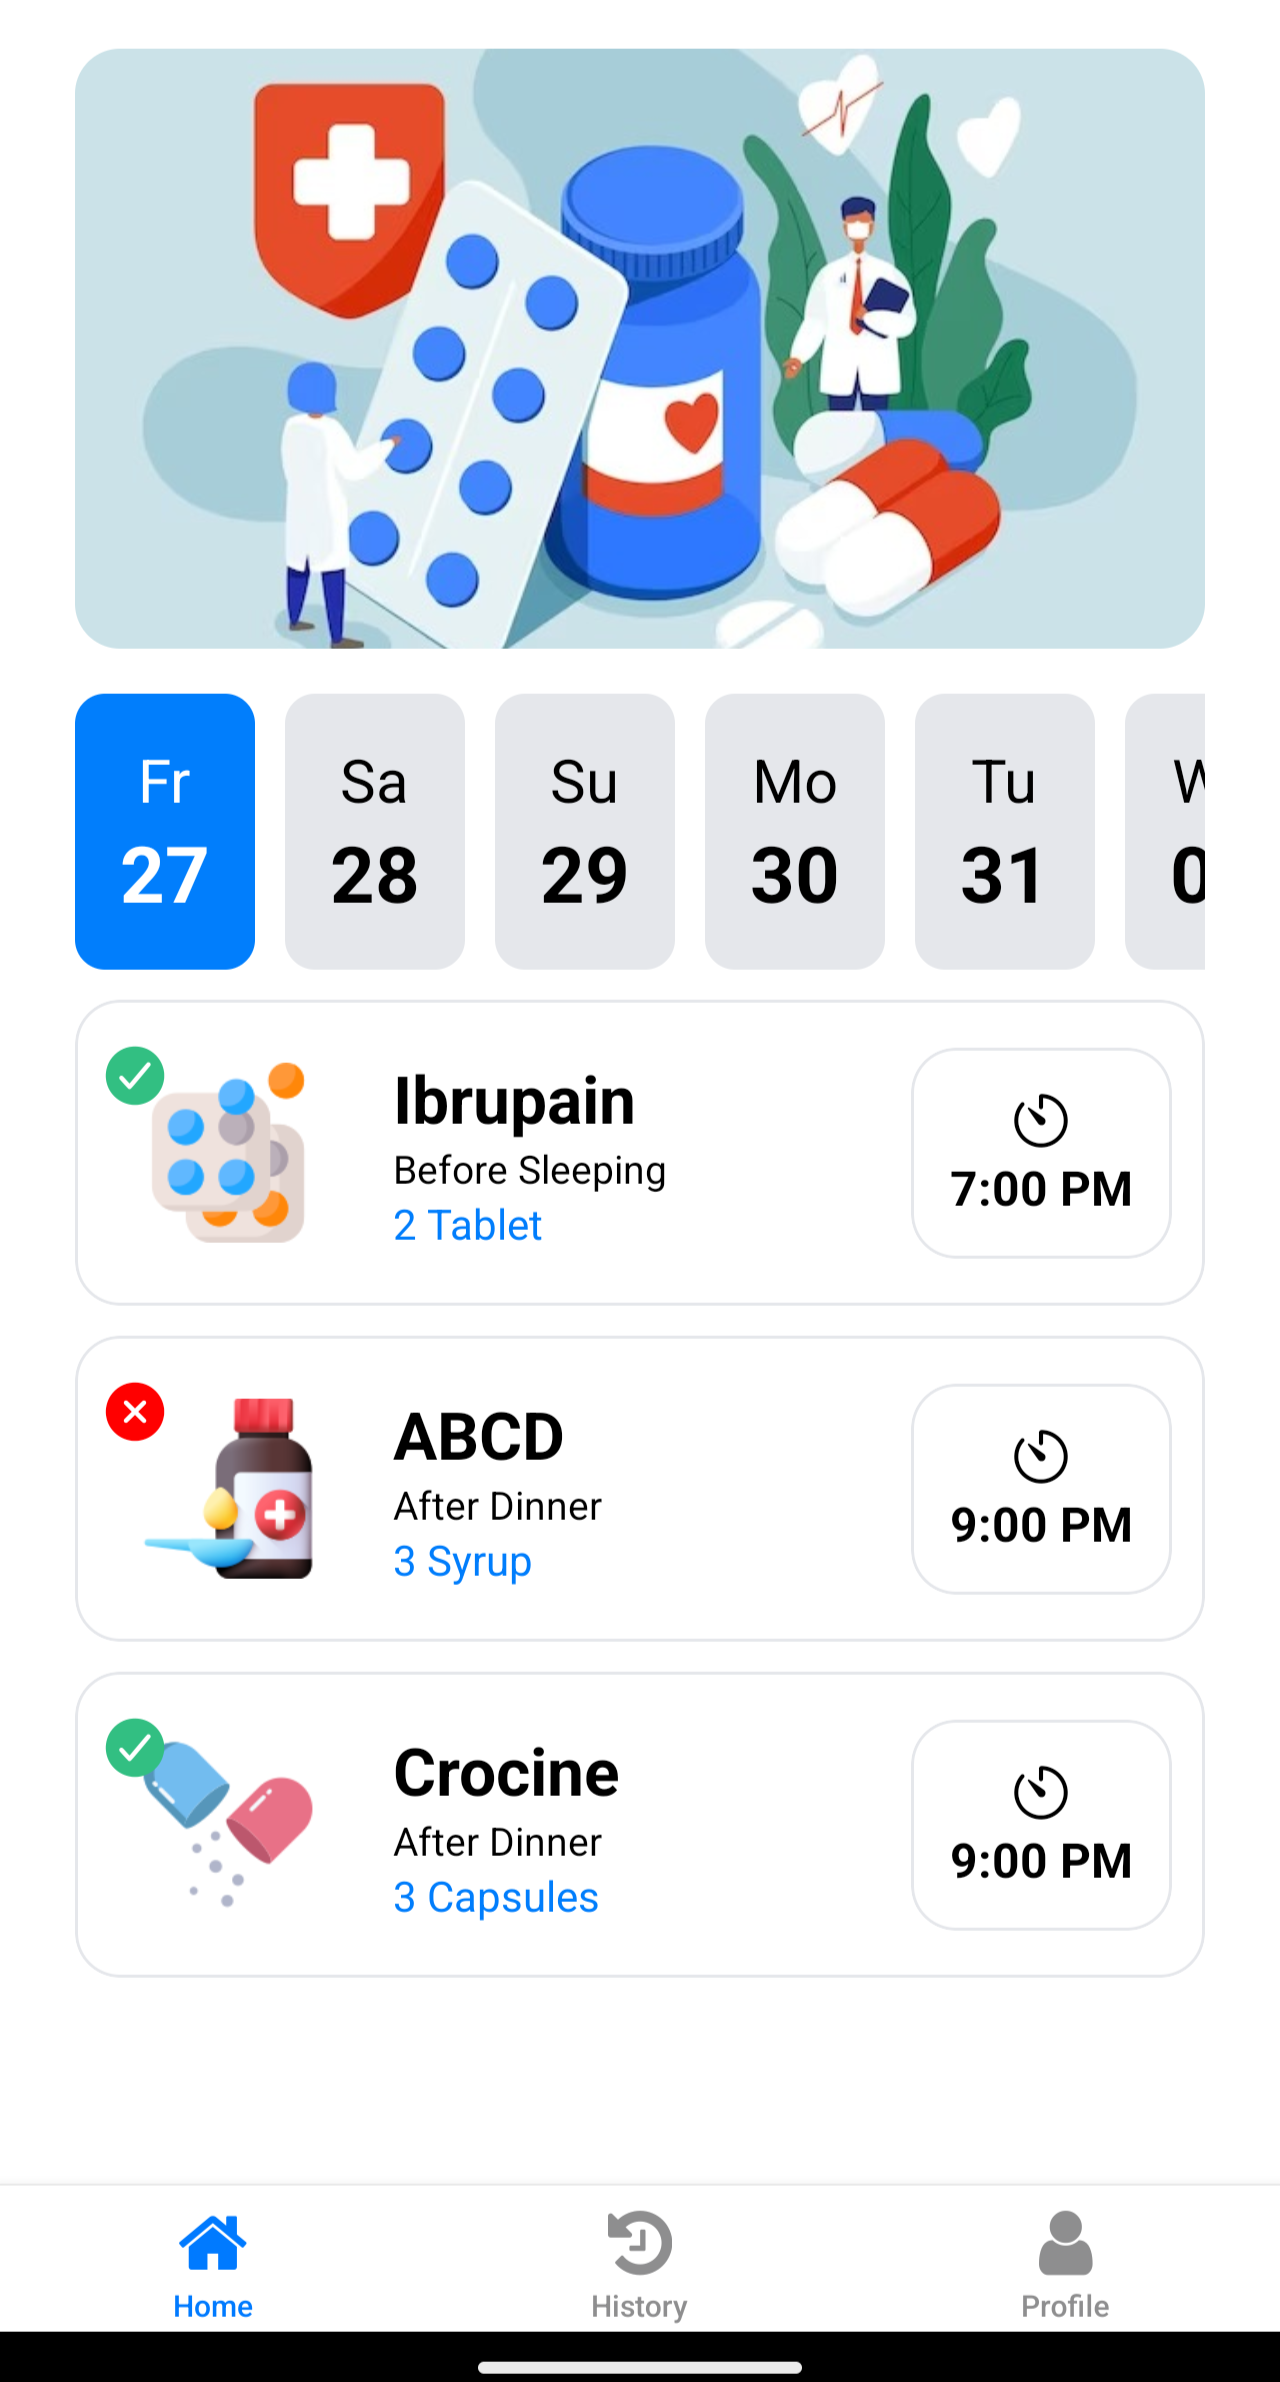 Fr Sa Su Mo Tu
27 28 29 30 31
Ibrupain
Before Sleeping
2 Tablet
7:00 PM
ABCD
After Dinner
3 Syrup
9:00 PM
Crocine
After Dinner
3 Capsules
9:00 PM
Home History Profile